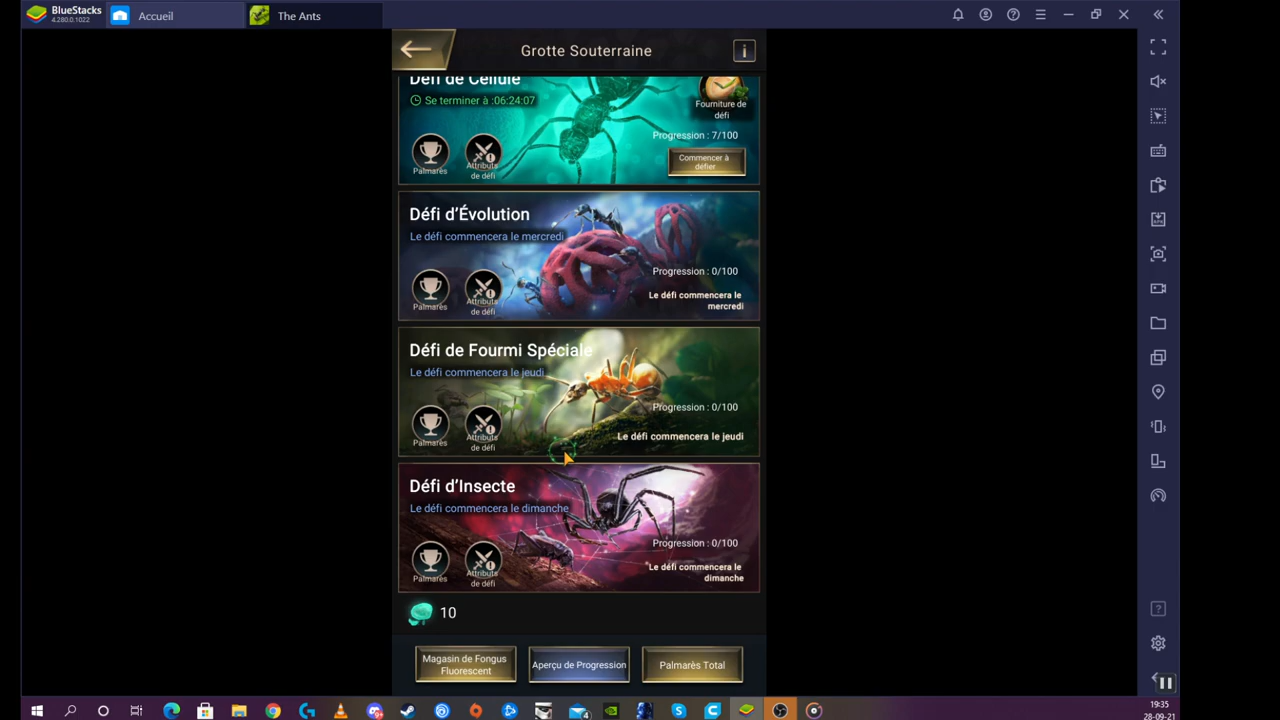 BlueStacks
4.280.0.1022
Accueil
The Ants
Grotte Souterraine
Défi de Cellule
Se terminer à :06:24:07
Fourniture de
défi
Progression : 7/100
Commencer à
défier
Palmarès
Attributs
de défi
Défi d'Évolution
Le défi commencera le mercredi
Progression : 0/100
Le défi commencera le
mercredi
Palmarès
Attributs
de défi
Défi de Fourmi Spéciale
Le défi commencera le jeudi
Progression : 0/100
Le défi commencera le jeudi
Palmarès
Attributs
de défi
Défi d'Insecte
Le défi commencera le dimanche
Progression : 0/100
Le défi commencera le
dimanche
Palmarès
Attributs
de défi
10
Magasin de Fongus
Fluorescent
Aperçu de Progression
Palmarès Total
4
19:35
28-09-21